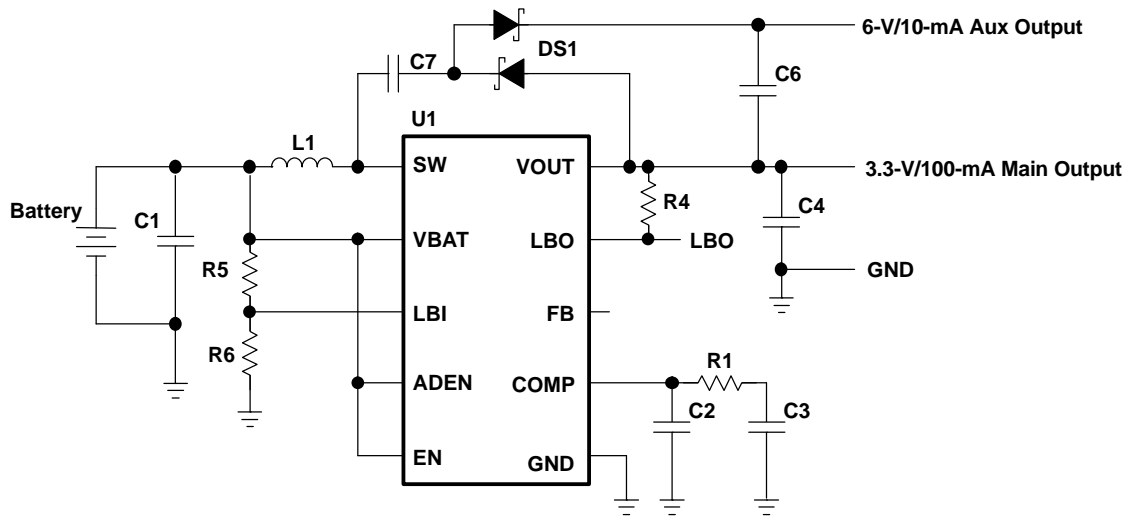 6-V/10-mA Aux Output
DS1
C7
C6
U1
L1
SW
VOUT
3.3-V/100-mA Main Output
Battery
C1
R4
C4
VBAT
LBO
LBO
R5
GND
LBI
FB
R6
R1
ADEN
COMP
C2
C3
EN
GND